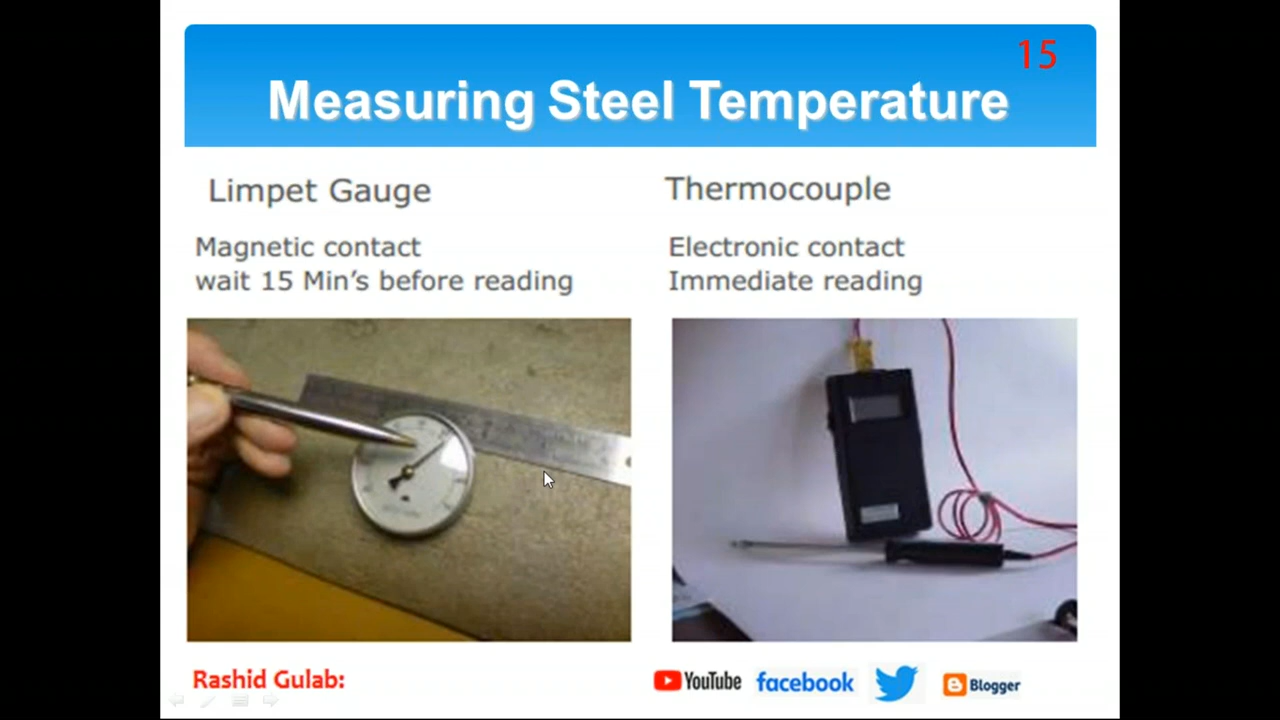 15
Measuring Steel Temperature
Limpet Gauge
Magnetic contact
wait 15 Min’s before reading
Thermocouple
Electronic contact
Immediate reading
Rashid Gulab:
YouTube
facebook
Blogger